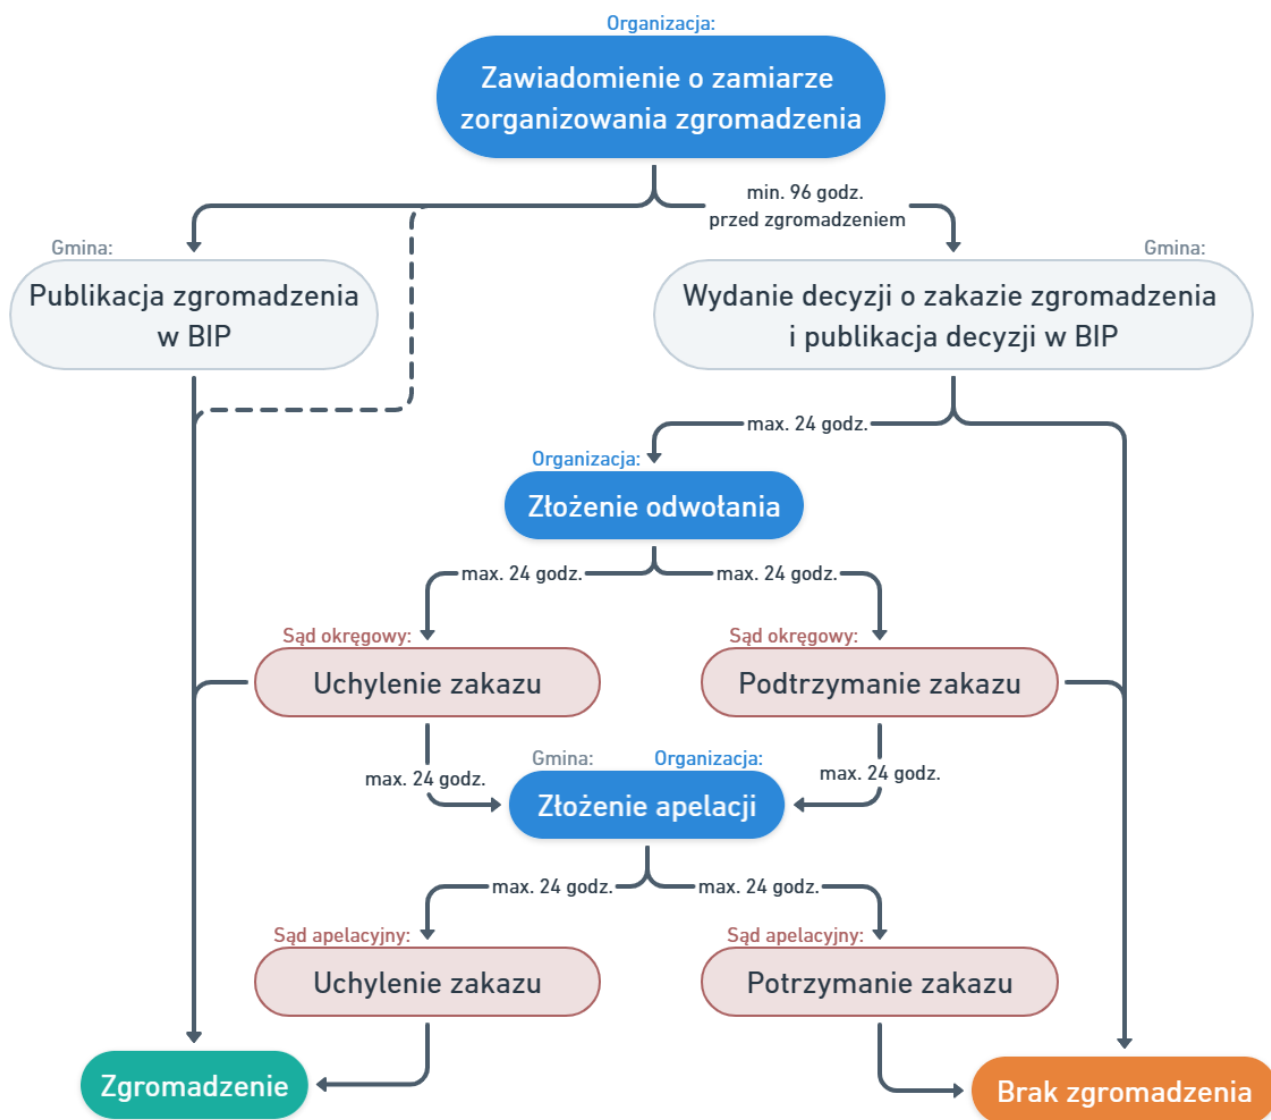 Organizacja:
Zawiadomienie o zamiarze
zorganizowania zgromadzenia
min. 96 godz.
przed zgromadzeniem
Gmina:
Publikacja zgromadzenia
w BIP
Gmina:
Wydanie decyzji o zakazie zgromadzenia
i publikacja decyzji w BIP
max. 24 godz.
Organizacja:
Złożenie odwołania
max. 24 godz.
max. 24 godz.
Sąd okręgowy:
Uchylenie zakazu
Sąd okręgowy:
Podtrzymanie zakazu
max. 24 godz.
max. 24 godz.
Gmina:
Organizacja:
Złożenie apelacji
max. 24 godz.
max. 24 godz.
Sąd apelacyjny:
Uchylenie zakazu
Sąd apelacyjny:
Potrzymanie zakazu
Zgromadzenie
Brak zgromadzenia